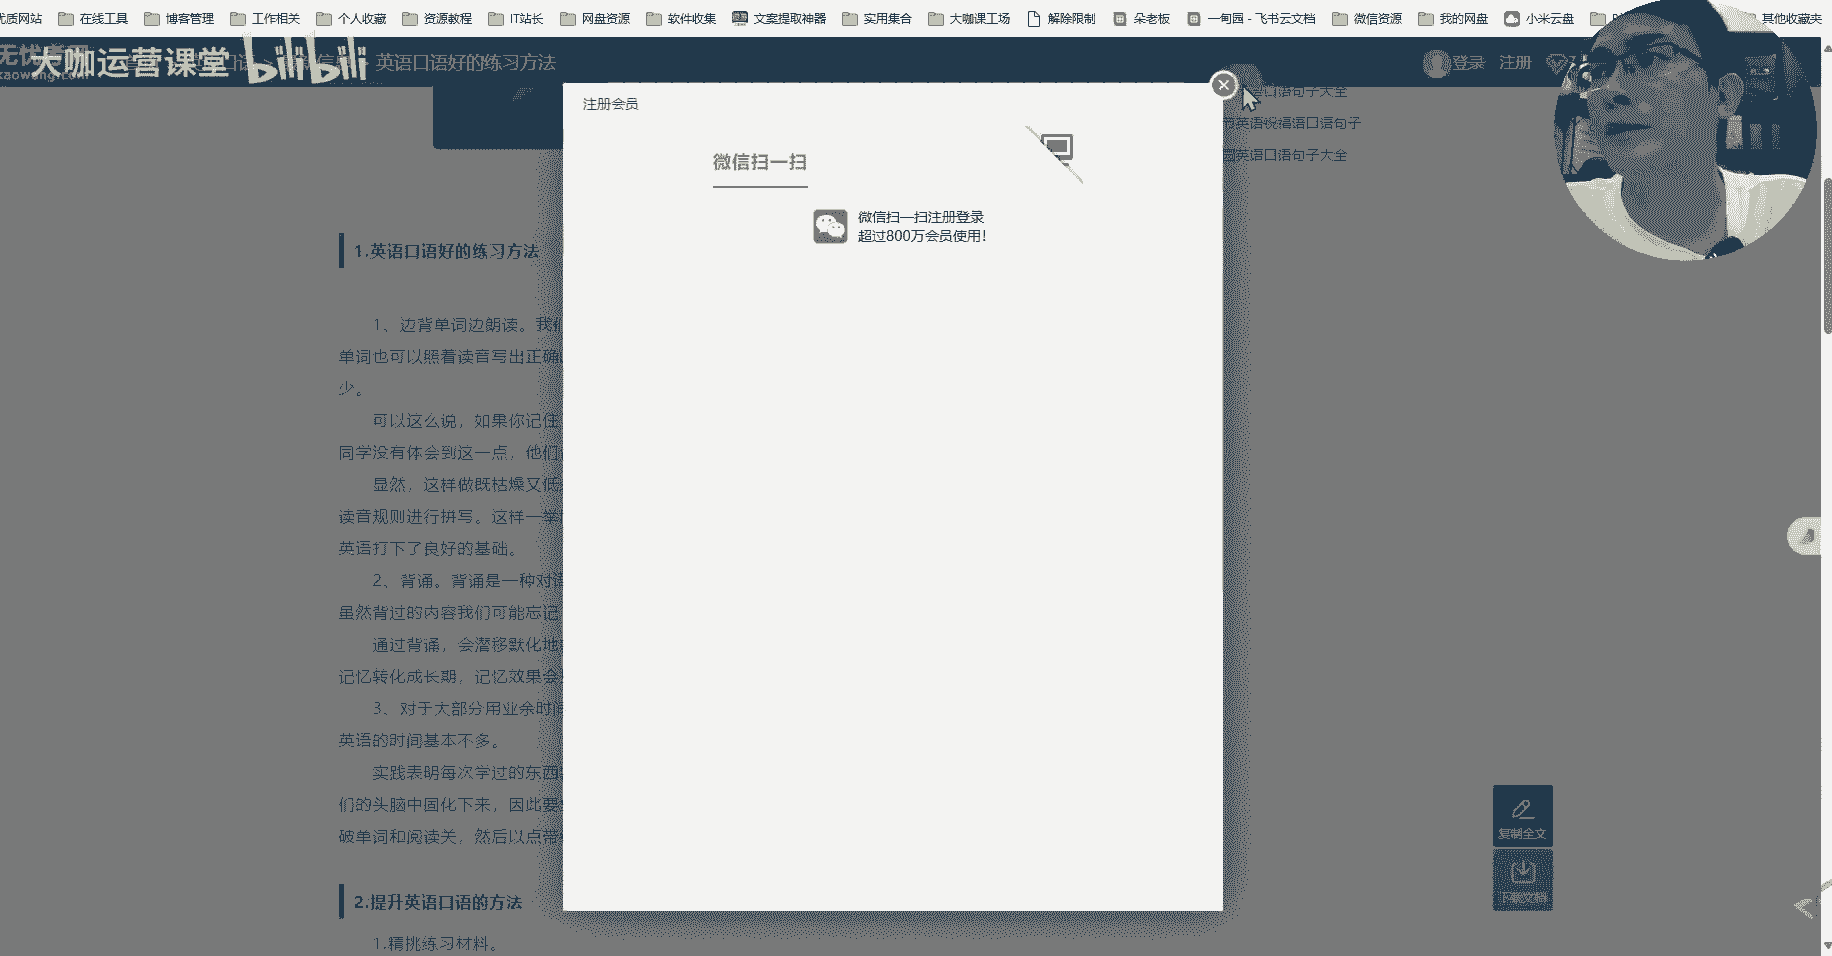 优质网站 在线工具 博客管理 工作相关 个人收藏 资源教程 IT站长 网盘资源 软件收集 文案提取神器 实用集合 大咖课工场 解除限制 朵老板 一甸园 - 飞书云文档 微信资源 我的网盘 小米云盘 其他收藏夹
大咖运营课堂 bilibili 英语口语好的练习方法 登录 注册
口语句子大全
英语祝福语口语句子
英语口语句子大全
注册会员
微信扫一扫
微信扫一扫注册登录
超过800万会员使用!
1.英语口语好的练习方法
1、边背单词边朗读。我们
单词也可以照着读音写出正确
少。
可以这么说，如果你记住
同学没有体会到这一点，他们
显然，这样做既枯燥又低
读音规则进行拼写。这样一举
英语打下了良好的基础。
2、背诵。背诵是一种对语
虽然背过的内容我们可能忘记
通过背诵，会潜移默化地
记忆转化成长期，记忆效果会
3、对于大部分用业余时间
英语的时间基本不多。
实践表明每次学过的东西
们的头脑中固化下来，因此要
破单词和阅读关，然后以点带
复制全文
下载文档
2.提升英语口语的方法
1.精挑练习材料。